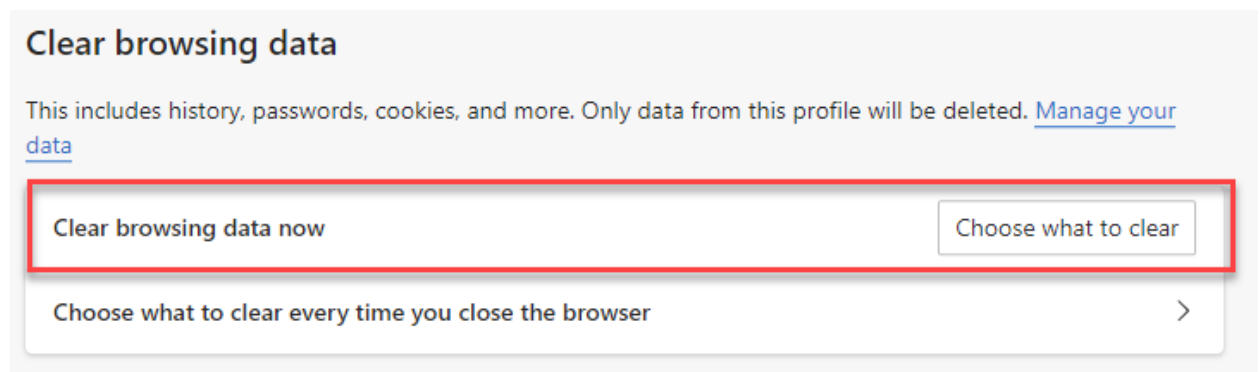 Clear browsing data
This includes history, passwords, cookies, and more. Only data from this profile will be deleted. Manage your
data
Clear browsing data now
Choose what to clear
Choose what to clear every time you close the browser